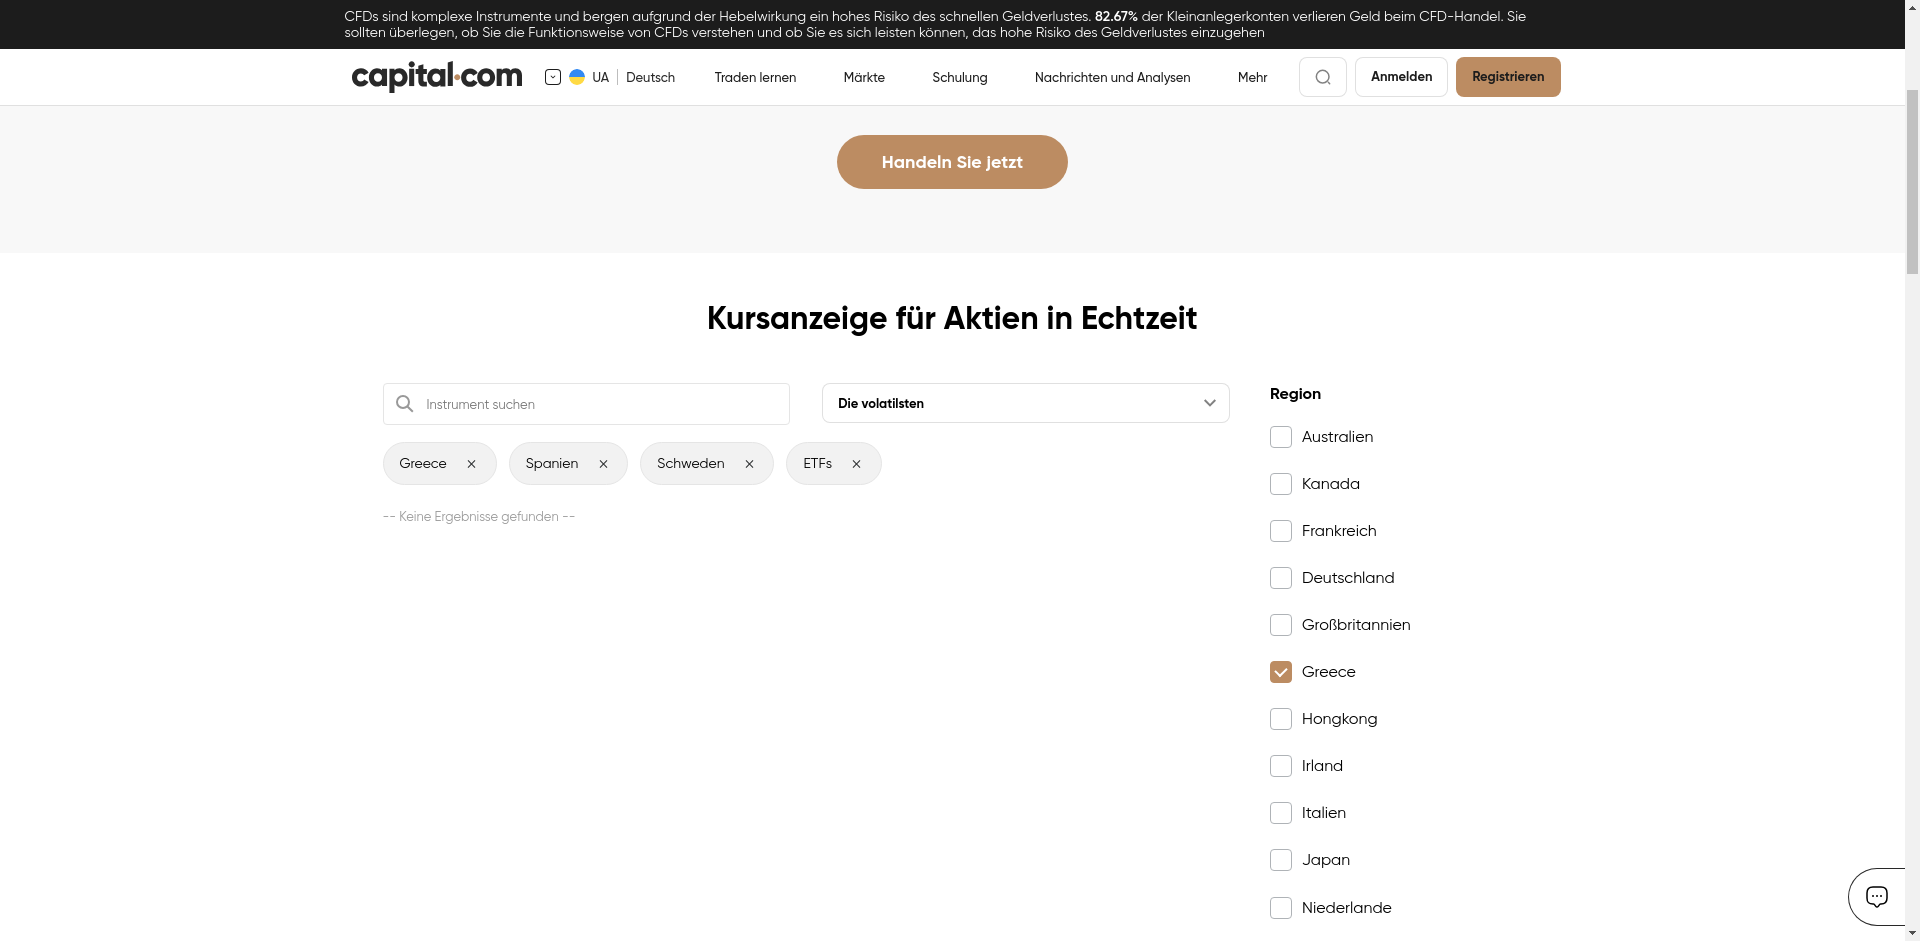 CFDs sind komplexe Instrumente und bergen aufgrund der Hebelwirkung ein hohes Risiko des schnellen Geldverlustes. 82.67% der Kleinanlegerkonten verlieren Geld beim CFD-Handel. Sie
sollten überlegen, ob Sie die Funktionsweise von CFDs verstehen und ob Sie es sich leisten können, das hohe Risiko des Geldverlustes einzugehen
capital.com UA Deutsch Traden lernen Märkte Schulung Nachrichten und Analysen Mehr Anmelden Registrieren
Handeln Sie jetzt
Kursanzeige für Aktien in Echtzeit
Instrument suchen
Die volatilsten
Greece
Spanien
Schweden
ETFs
-- Keine Ergebnisse gefunden --
Region
Australien
Kanada
Frankreich
Deutschland
Großbritannien
Greece
Hongkong
Irland
Italien
Japan
Niederlande